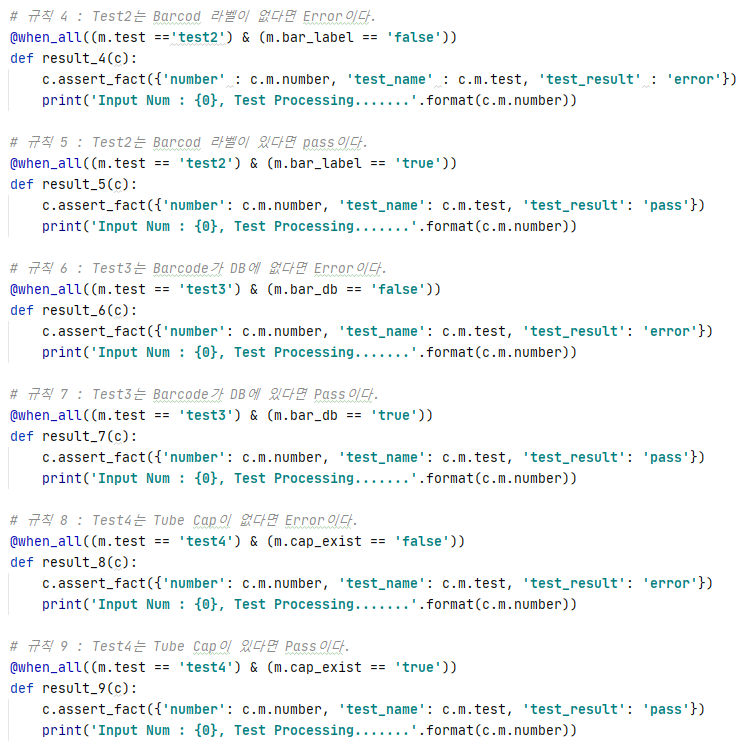 # 규칙 4 : Test2는 Barcod 라벨이 없다면 Error이다.
@when_all((m.test =='test2') & (m.bar_label == 'false'))
def result_4(c):
    c.assert_fact({'number' : c.m.number, 'test_name' : c.m.test, 'test_result' : 'error'})
    print('Input Num : {0}, Test Processing.......'.format(c.m.number))

# 규칙 5 : Test2는 Barcod 라벨이 있다면 pass이다.
@when_all((m.test == 'test2') & (m.bar_label == 'true'))
def result_5(c):
    c.assert_fact({'number': c.m.number, 'test_name': c.m.test, 'test_result': 'pass'})
    print('Input Num : {0}, Test Processing.......'.format(c.m.number))

# 규칙 6 : Test3는 Barcode가 DB에 없다면 Error이다.
@when_all((m.test == 'test3') & (m.bar_db == 'false'))
def result_6(c):
    c.assert_fact({'number': c.m.number, 'test_name': c.m.test, 'test_result': 'error'})
    print('Input Num : {0}, Test Processing.......'.format(c.m.number))

# 규칙 7 : Test3는 Barcode가 DB에 있다면 Pass이다.
@when_all((m.test == 'test3') & (m.bar_db == 'true'))
def result_7(c):
    c.assert_fact({'number': c.m.number, 'test_name': c.m.test, 'test_result': 'pass'})
    print('Input Num : {0}, Test Processing.......'.format(c.m.number))

# 규칙 8 : Test4는 Tube Cap이 없다면 Error이다.
@when_all((m.test == 'test4') & (m.cap_exist == 'false'))
def result_8(c):
    c.assert_fact({'number': c.m.number, 'test_name': c.m.test, 'test_result': 'error'})
    print('Input Num : {0}, Test Processing.......'.format(c.m.number))

# 규칙 9 : Test4는 Tube Cap이 있다면 Pass이다.
@when_all((m.test == 'test4') & (m.cap_exist == 'true'))
def result_9(c):
    c.assert_fact({'number': c.m.number, 'test_name': c.m.test, 'test_result': 'pass'})
    print('Input Num : {0}, Test Processing.......'.format(c.m.number))